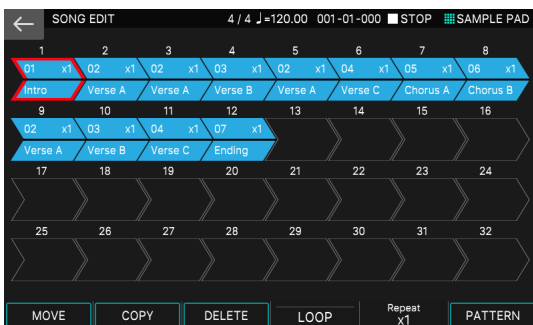 SONG EDIT 4 / 4 ♩=120.00 001-01-000 STOP SAMPLE PAD
1 2 3 4 5 6 7 8
01 x1 02 x1 02 x1 03 x1 02 x1 04 x1 05 x1 06 x1
Intro Verse A Verse A Verse B Verse A Verse C Chorus A Chorus B
9 10 11 12 13 14 15 16
02 x1 03 x1 04 x1 07 x1
Verse A Verse B Verse C Ending
17 18 19 20 21 22 23 24
25 26 27 28 29 30 31 32
Repeat
MOVE COPY DELETE LOOP x1 PATTERN